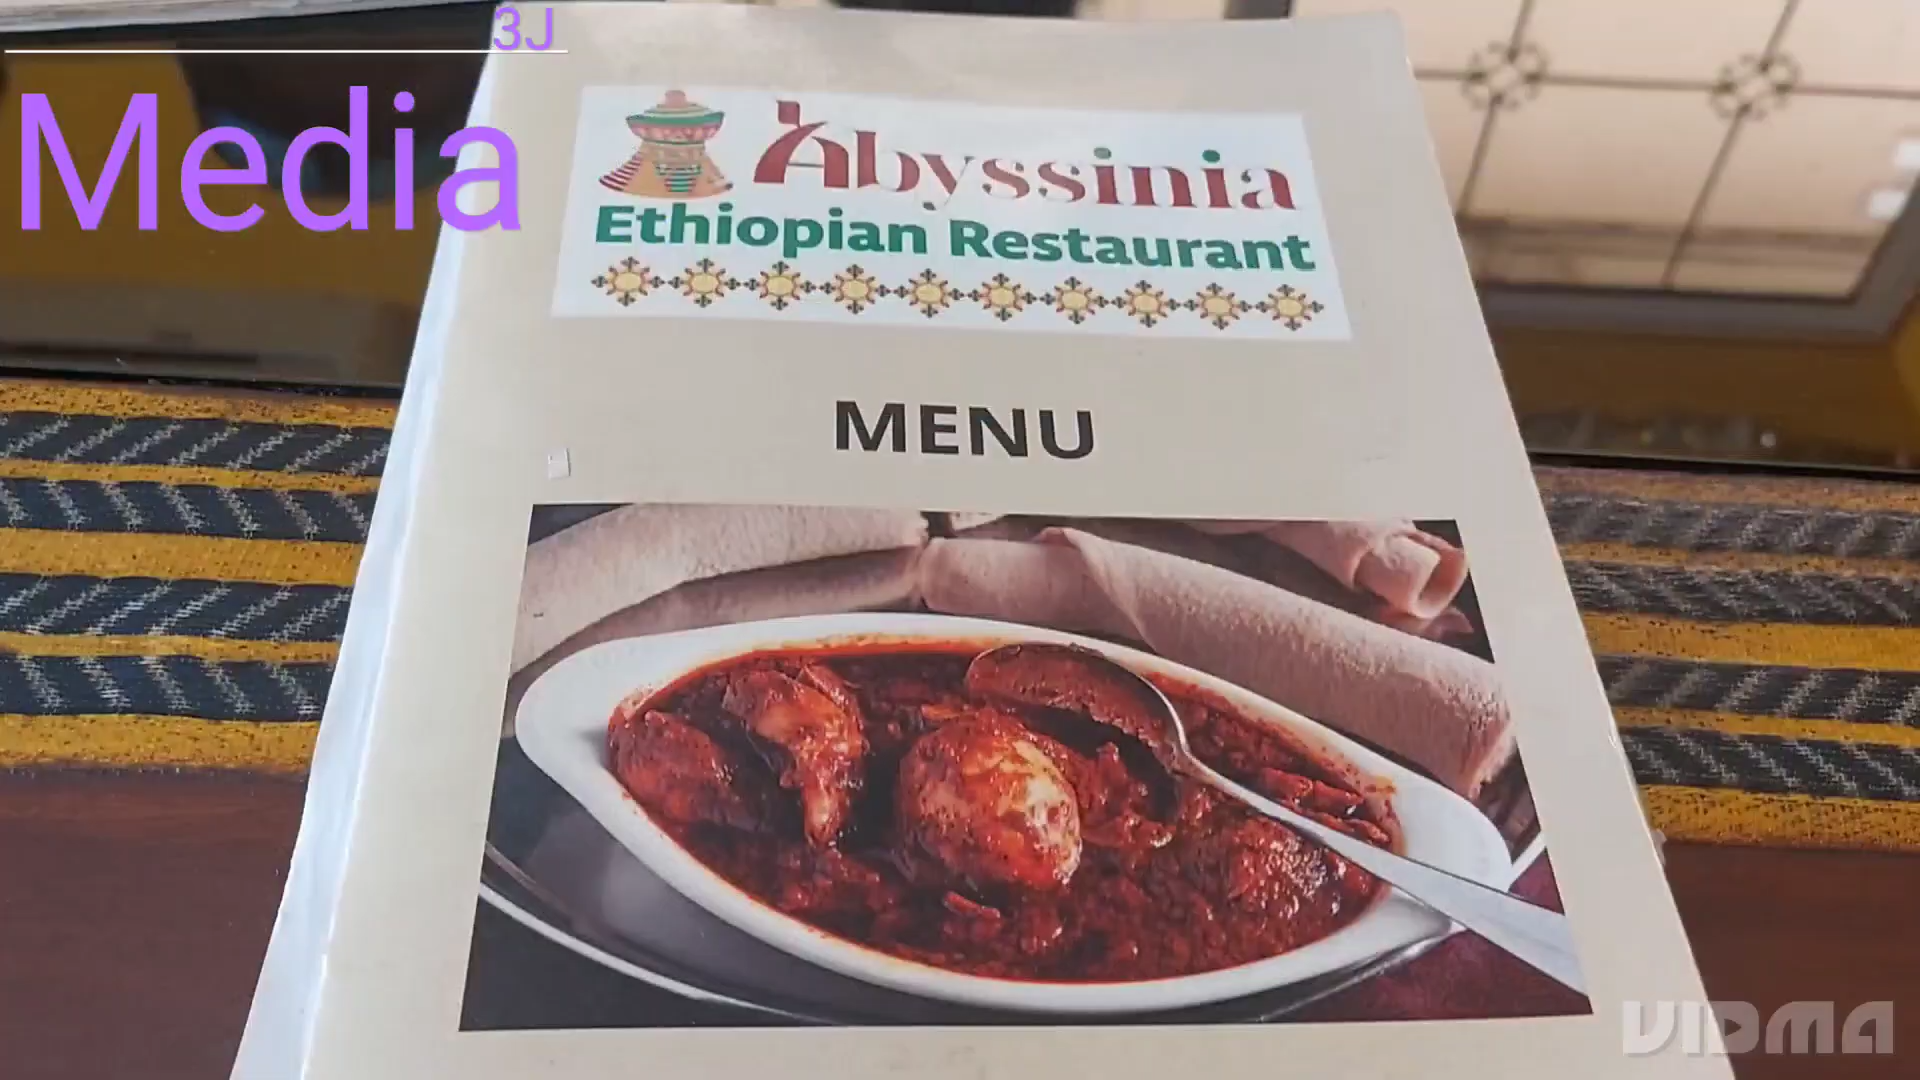 3J
Media
Abyssinia
Ethiopian Restaurant
MENU
VIDMA